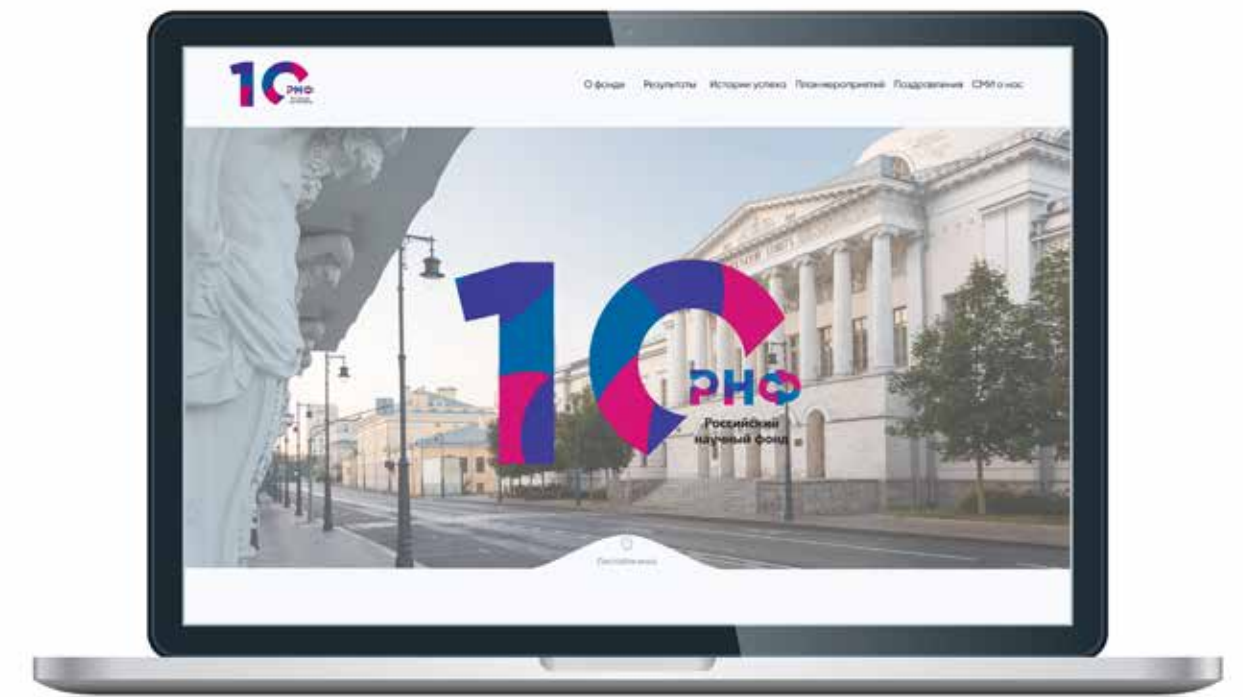 10 РНФ
О фонде Результаты Истории успеха План мероприятий Поздравления СМИ о нас
10
РНФ
Российский
научный фонд